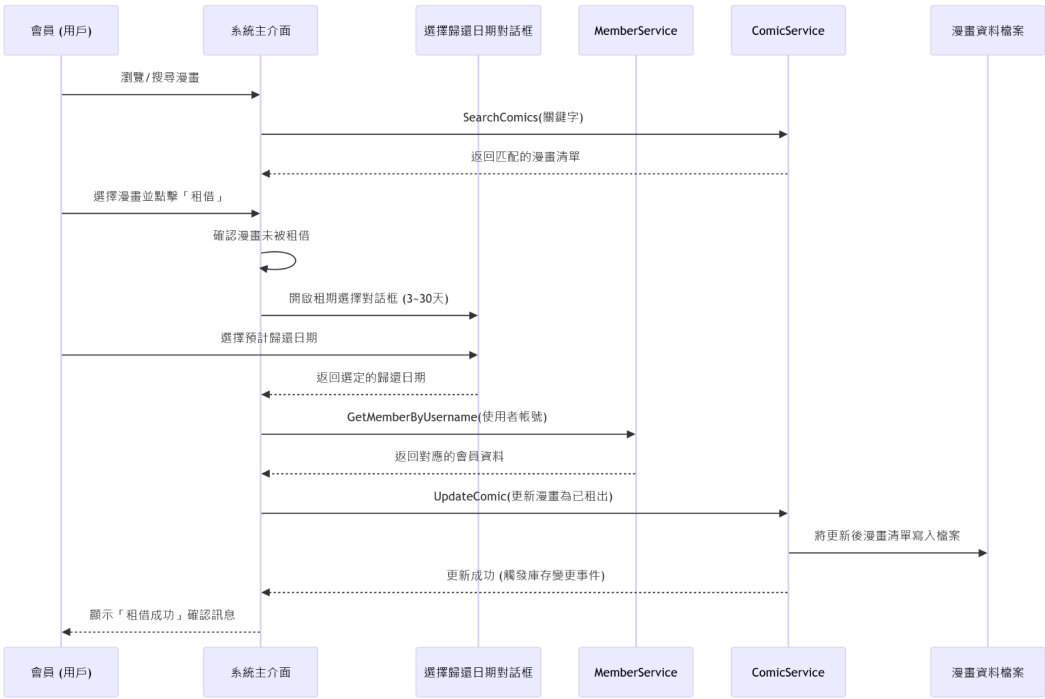 會員 (用戶)
系統主介面
選擇歸還日期對話框
MemberService
ComicService
漫畫資料檔案
瀏覽/搜尋漫畫
SearchComics(關鍵字)
返回匹配的漫畫清單
選擇漫畫並點擊「租借」
確認漫畫未被租借
開啟租期選擇對話框 (3~30天)
選擇預計歸還日期
返回選定的歸還日期
GetMemberByUsername(使用者帳號)
返回對應的會員資料
UpdateComic(更新漫畫為已租出)
將更新後漫畫清單寫入檔案
更新成功 (觸發庫存變更事件)
顯示「租借成功」確認訊息
會員 (用戶)
系統主介面
選擇歸還日期對話框
MemberService
ComicService
漫畫資料檔案